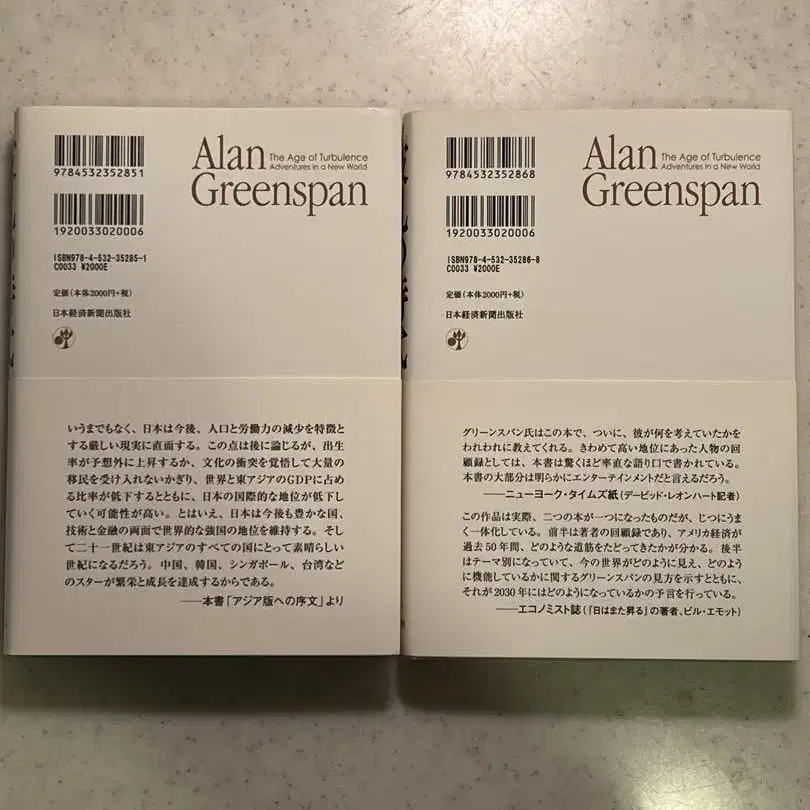 9784532352851
1920033020006
Alan
Greenspan
The Age of Turbulence
Adventures in a New World
ISBN978-4-532-35285-1
C0033 ¥2000E
定価(本体2000円+税)
日本経済新聞出版社
いうまでもなく、日本は今後、人口と労働力の減少を特徴と
する厳しい現実に直面する。この点は後に論じるが、出生
率が予想外に上昇するか、文化の衝突を覚悟して大量の
移民を受け入れないかぎり、世界と東アジアのGDPに占め
る比率が低下するとともに、日本の国際的な地位が低下し
ていく可能性が高い。とはいえ、日本は今後も豊かな国、
技術と金融の両面で世界的な強国の地位を維持する。そし
て二十一世紀は東アジアのすべての国にとって素晴らしい
世紀になるだろう。中国、韓国、シンガポール、台湾など
のスターが繁栄と成長を達成するからである。
――本書「アジア版への序文」より
9784532352868
1920033020006
Alan
Greenspan
The Age of Turbulence
Adventures in a New World
ISBN978-4-532-35286-8
C0033 ¥2000E
定価(本体2000円+税)
日本経済新聞出版社
グリーンスパン氏はこの本で、ついに、彼が何を考えていたかを
われわれに教えてくれる。きわめて高い地位にあった人物の回
顧録としては、本書は驚くほど率直な語り口で書かれている。
本書の大部分は明らかにエンターテインメントだと言えるだろう。
――ニューヨーク・タイムズ紙(デービッド・レオンハート記者)
この作品は実際、二つの本が一つになったものだが、じつにうま
く一体化している。前半は著者の回顧録であり、アメリカ経済が
過去50年間、どのような道筋をたどってきたかが分かる。後半
はテーマ別になっていて、今の世界がどのように見え、どのよう
に機能しているかに関するグリーンスパンの見方を示すとともに、
それが2030年にはどのようになっているかの予言を行っている。
――エコノミスト誌(『日はまた昇る』の著者、ビル・エモット)